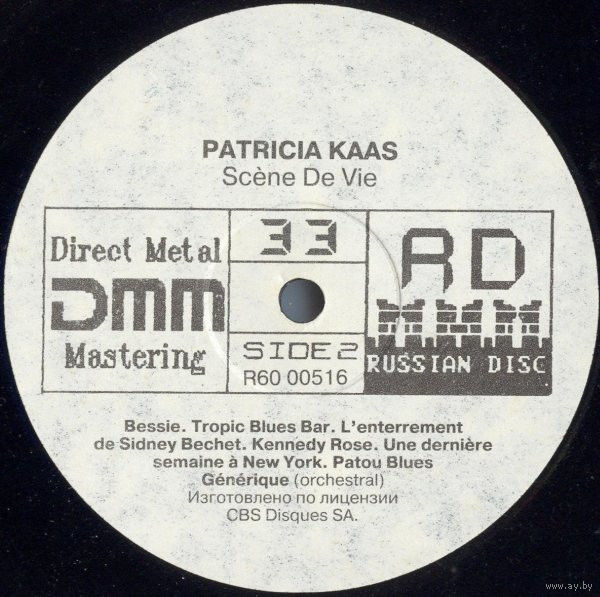 PATRICIA KAAS
Scène De Vie
Direct Metal
DMM
Mastering
33
SIDE 2
R60 00516
RD
RUSSIAN DISC
Bessie. Tropic Blues Bar. L'enterrement
de Sidney Bechet. Kennedy Rose. Une dernière
semaine à New York. Patou Blues
Générique (orchestral)
Изготовлено по лицензии
CBS Disques SA.
www.ay.by